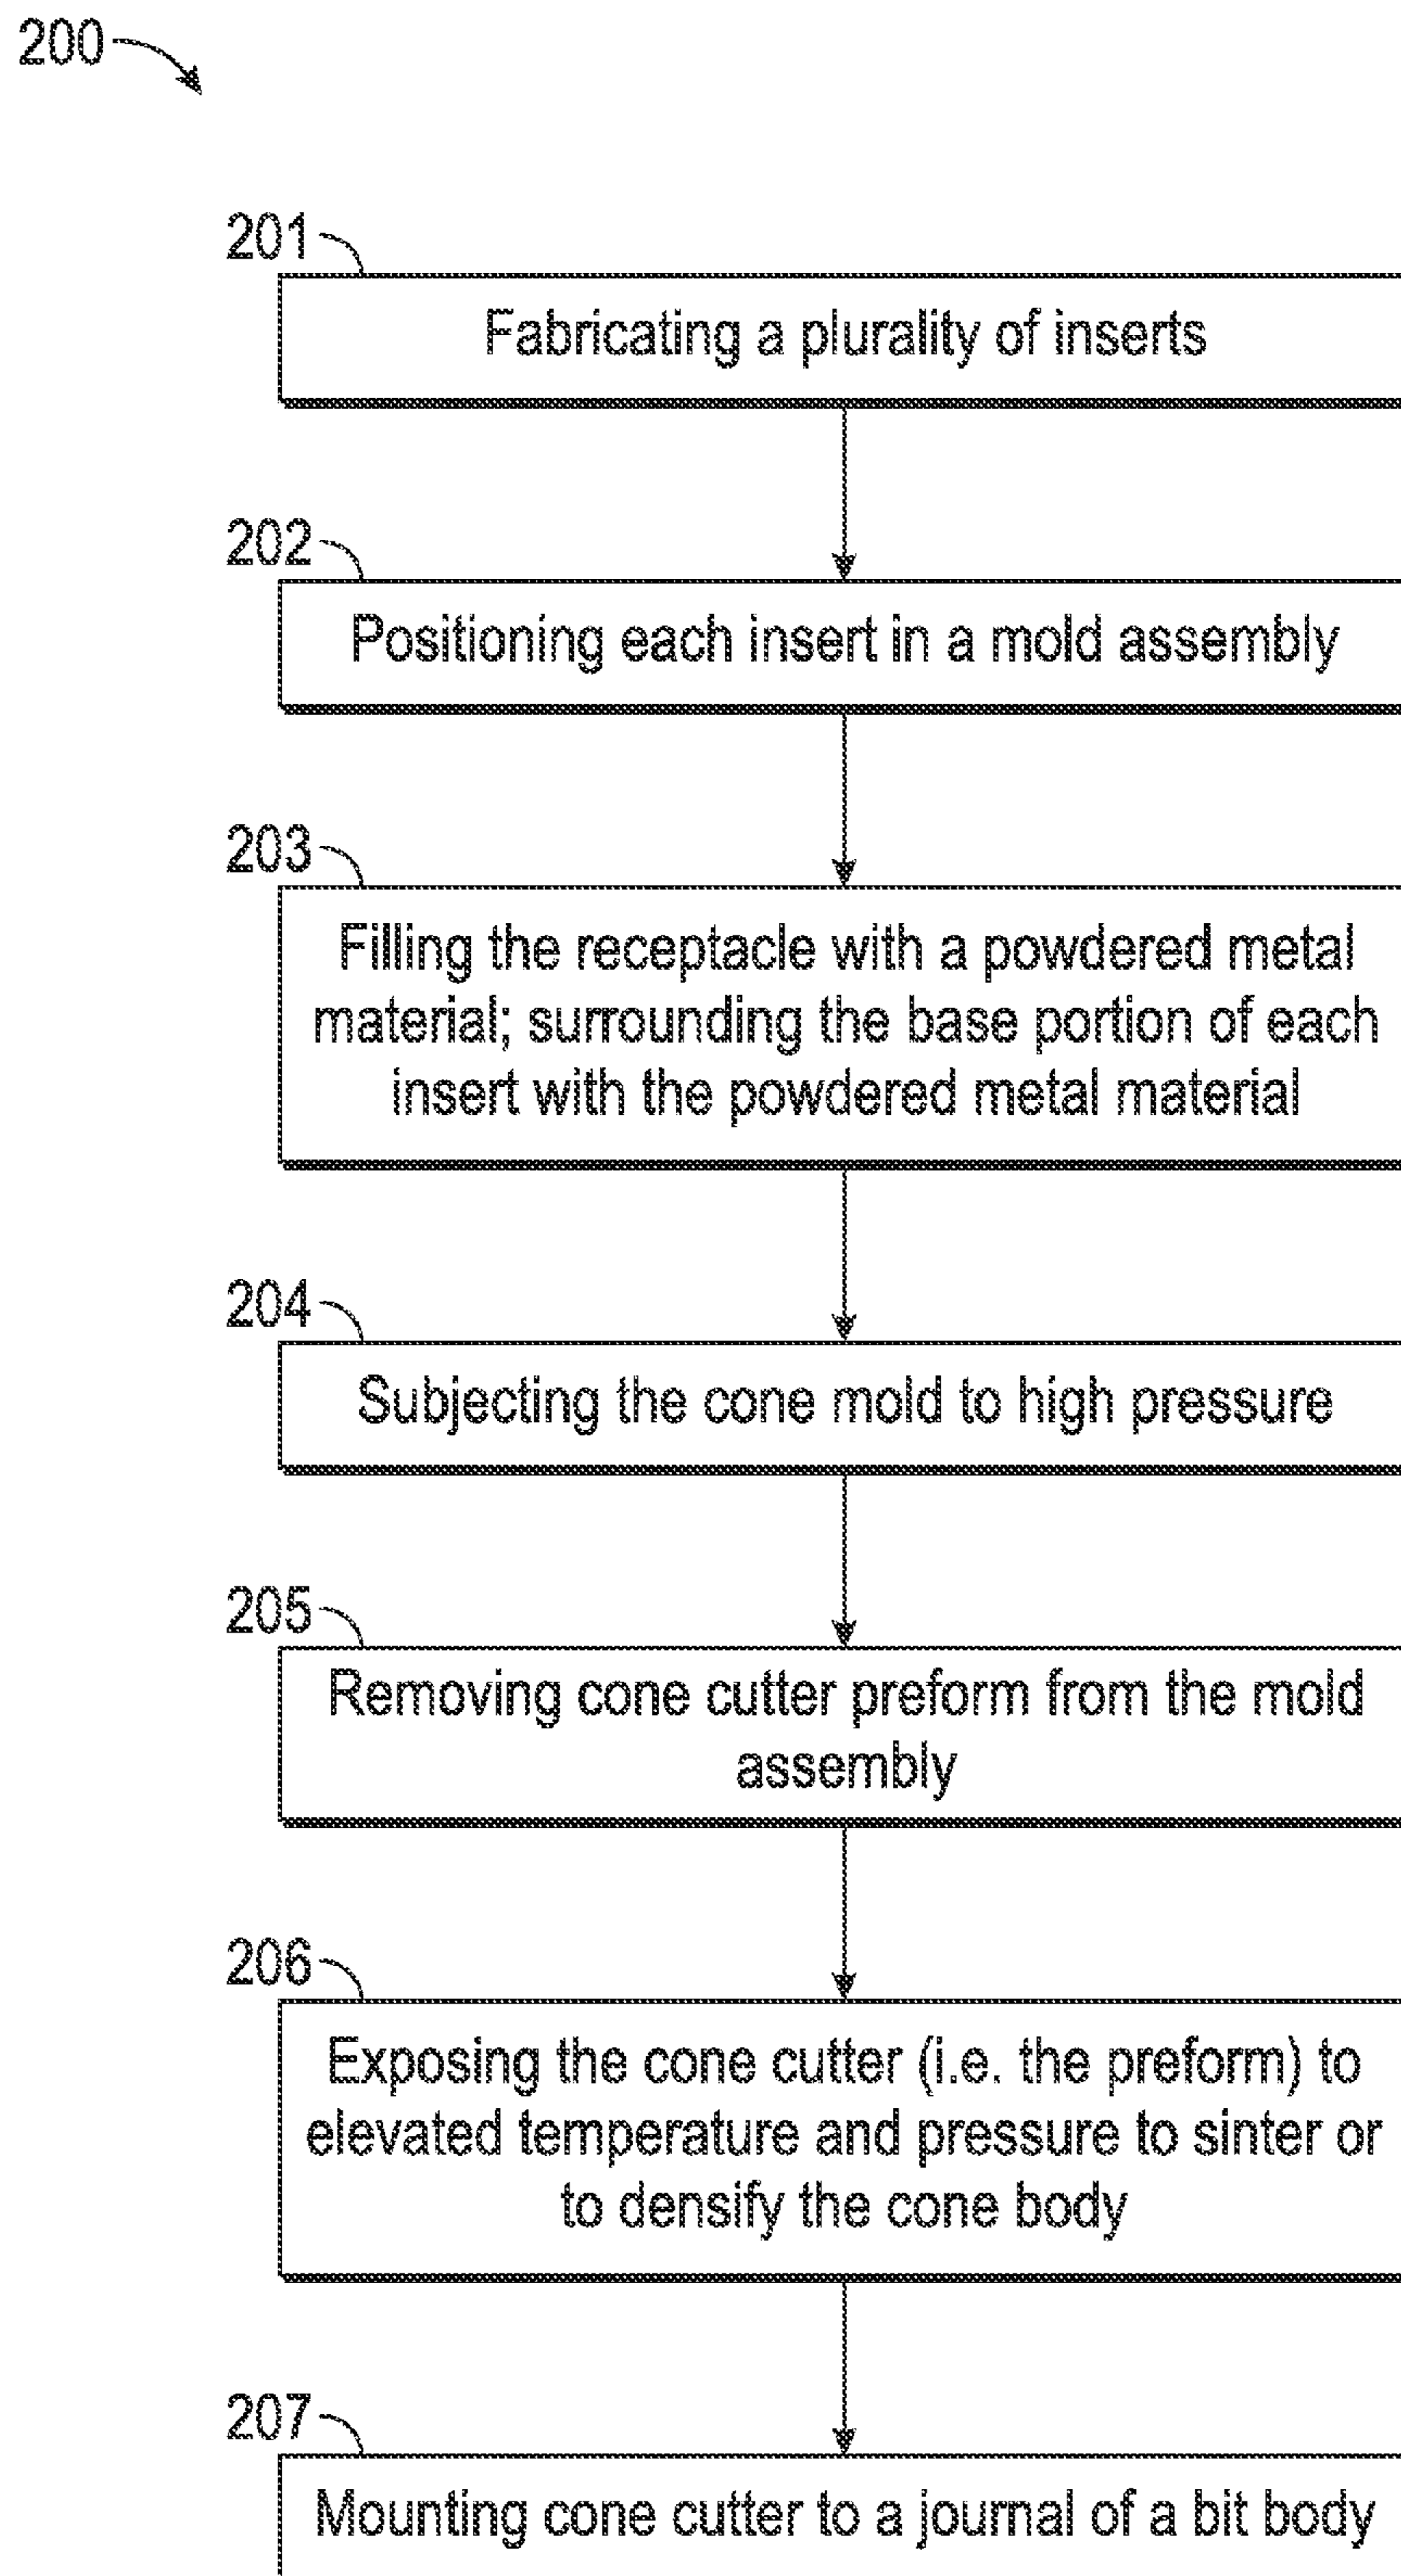 200
201
Fabricating a plurality of inserts
202
Positioning each insert in a mold assembly
203
Filling the receptacle with a powdered metal
material; surrounding the base portion of each
insert with the powdered metal material
204
Subjecting the cone mold to high pressure
205
Removing cone cutter preform from the mold
assembly
206
Exposing the cone cutter (i.e. the preform) to
elevated temperature and pressure to sinter or
to densify the cone body
207
Mounting cone cutter to a journal of a bit body